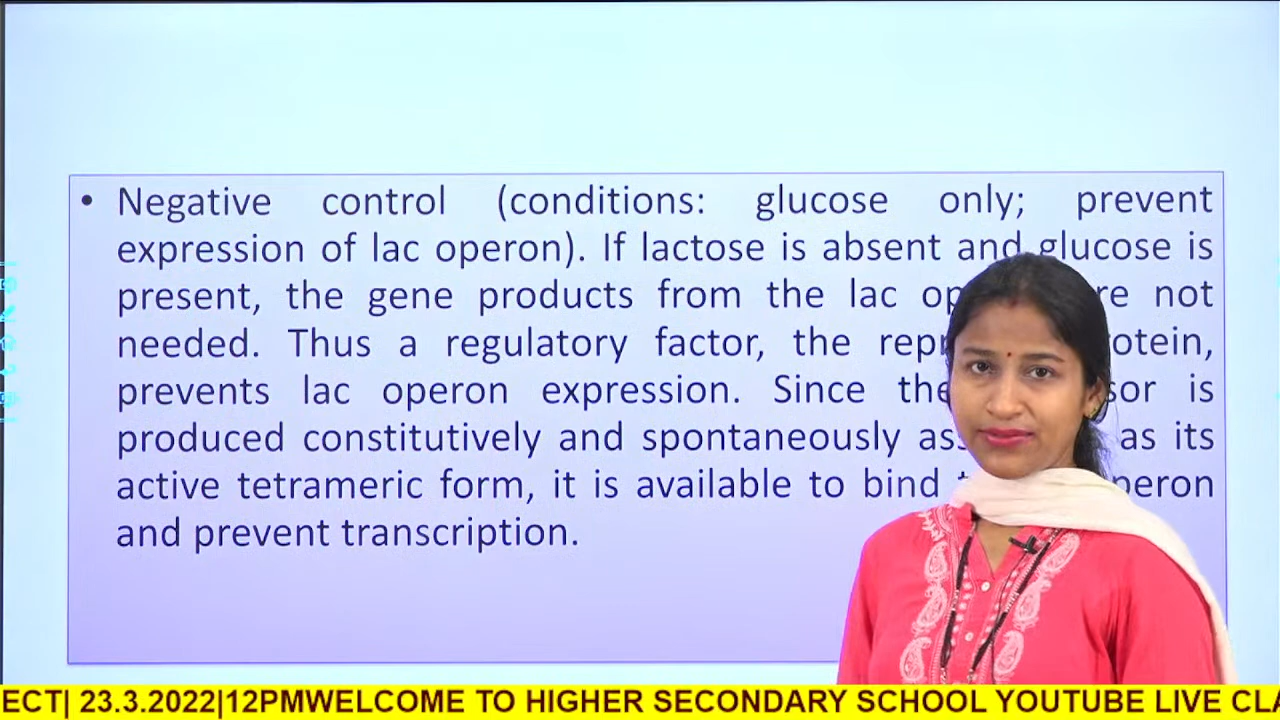 • Negative control (conditions: glucose only; prevent
expression of lac operon). If lactose is absent and glucose is
present, the gene products from the lac op re not
needed. Thus a regulatory factor, the repr otein,
prevents lac operon expression. Since the sor is
produced constitutively and spontaneously ass as its
active tetrameric form, it is available to bind t peron
and prevent transcription.
ECT| 23.3.2022|12PMWELCOME TO HIGHER SECONDARY SCHOOL YOUTUBE LIVE CLA